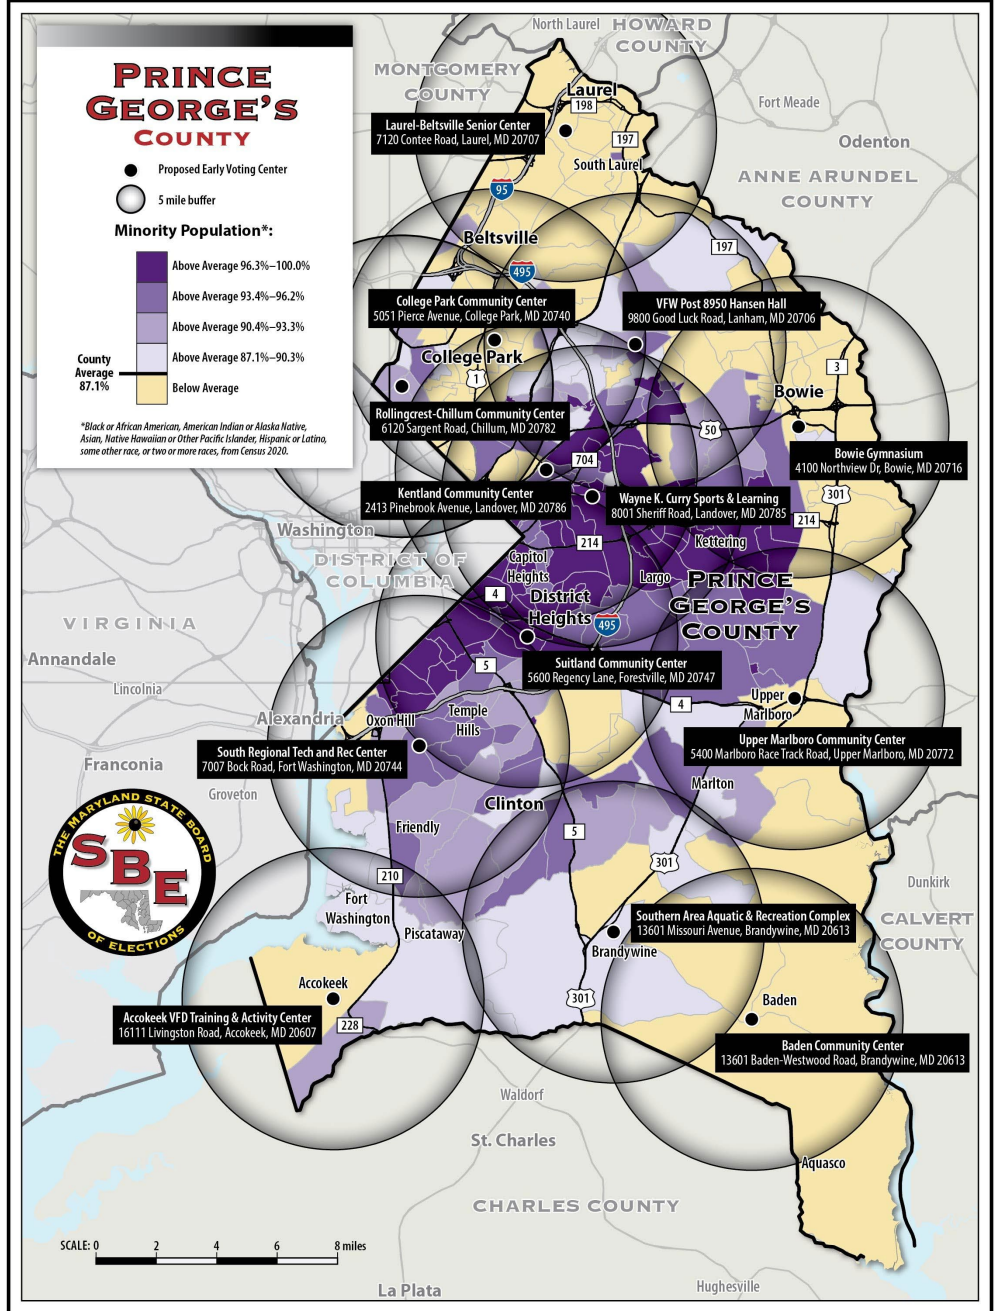 PRINCE
GEORGE'S
COUNTY
Proposed Early Voting Center
5 mile buffer
Minority Population*:
Above Average 96.3%–100.0%
Above Average 93.4%–96.2%
Above Average 90.4%–93.3%
Above Average 87.1%–90.3%
County
Average
87.1%
Below Average
*Black or African American, American Indian or Alaska Native,
Asian, Native Hawaiian or Other Pacific Islander, Hispanic or Latino,
some other race, or two or more races, from Census 2020.
North Laurel
HOWARD
COUNTY
MONTGOMERY
COUNTY
Laurel
198
Fort Meade
Laurel-Beltsville Senior Center
7120 Contee Road, Laurel, MD 20707
197
Odenton
South Laurel
ANNE ARUNDEL
COUNTY
95
Beltsville
197
495
College Park Community Center
5051 Pierce Avenue, College Park, MD 20740
VFW Post 8950 Hansen Hall
9800 Good Luck Road, Lanham, MD 20706
College Park
1
3
Bowie
Rollingcrest-Chillum Community Center
6120 Sargent Road, Chillum, MD 20782
50
Bowie Gymnasium
4100 Northview Dr, Bowie, MD 20716
704
Kentland Community Center
2413 Pinebrook Avenue, Landover, MD 20786
Wayne K. Curry Sports & Learning
8001 Sheriff Road, Landover, MD 20785
301
214
Washington
DISTRICT OF
COLUMBIA
214
Kettering
Capitol
Heights
Largo
PRINCE
GEORGE'S
COUNTY
4
District
Heights
495
VIRGINIA
Annandale
Lincolnia
Suitland Community Center
5600 Regency Lane, Forestville, MD 20747
5
Alexandria
Oxon Hill
Temple
Hills
4
Upper
Marlboro
South Regional Tech and Rec Center
7007 Bock Road, Fort Washington, MD 20744
Upper Marlboro Community Center
5400 Marlboro Race Track Road, Upper Marlboro, MD 20772
Franconia
Groveton
Marlton
Clinton
Friendly
5
THE MARYLAND STATE BOARD
SBE
OF ELECTIONS
301
210
Dunkirk
Fort
Washington
Piscataway
Southern Area Aquatic & Recreation Complex
13601 Missouri Avenue, Brandywine, MD 20613
CALVERT
COUNTY
Brandywine
Accokeek
301
Baden
Accokeek VFD Training & Activity Center
16111 Livingston Road, Accokeek, MD 20607
228
Baden Community Center
13601 Baden-Westwood Road, Brandywine, MD 20613
Waldorf
St. Charles
Aquasco
CHARLES COUNTY
SCALE: 0 2 4 6 8 miles
La Plata
Hughesville